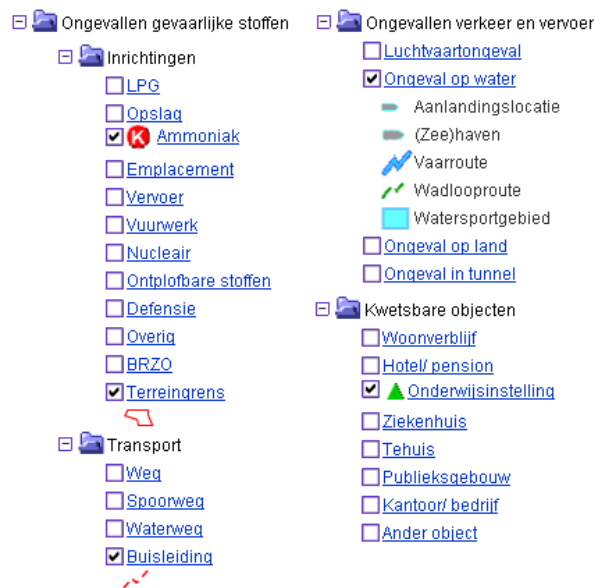 Ongevallen gevaarlijke stoffen
Inrichtingen
LPG
Opslag
K Ammoniak
Emplacement
Vervoer
Vuurwerk
Nucleair
Ontplofbare stoffen
Defensie
Overig
BRZO
Terreingrens
Transport
Weg
Spoorweg
Waterweg
Buisleiding
Ongevallen verkeer en vervoer
Luchtvaartongeval
Ongeval op water
Aanlandingslocatie
(Zee)haven
Vaarroute
Wadlooproute
Watersportgebied
Ongeval op land
Ongeval in tunnel
Kwetsbare objecten
Woonverblijf
Hotel/ pension
Onderwijsinstelling
Ziekenhuis
Tehuis
Publieksgebouw
Kantoor/ bedrijf
Ander object